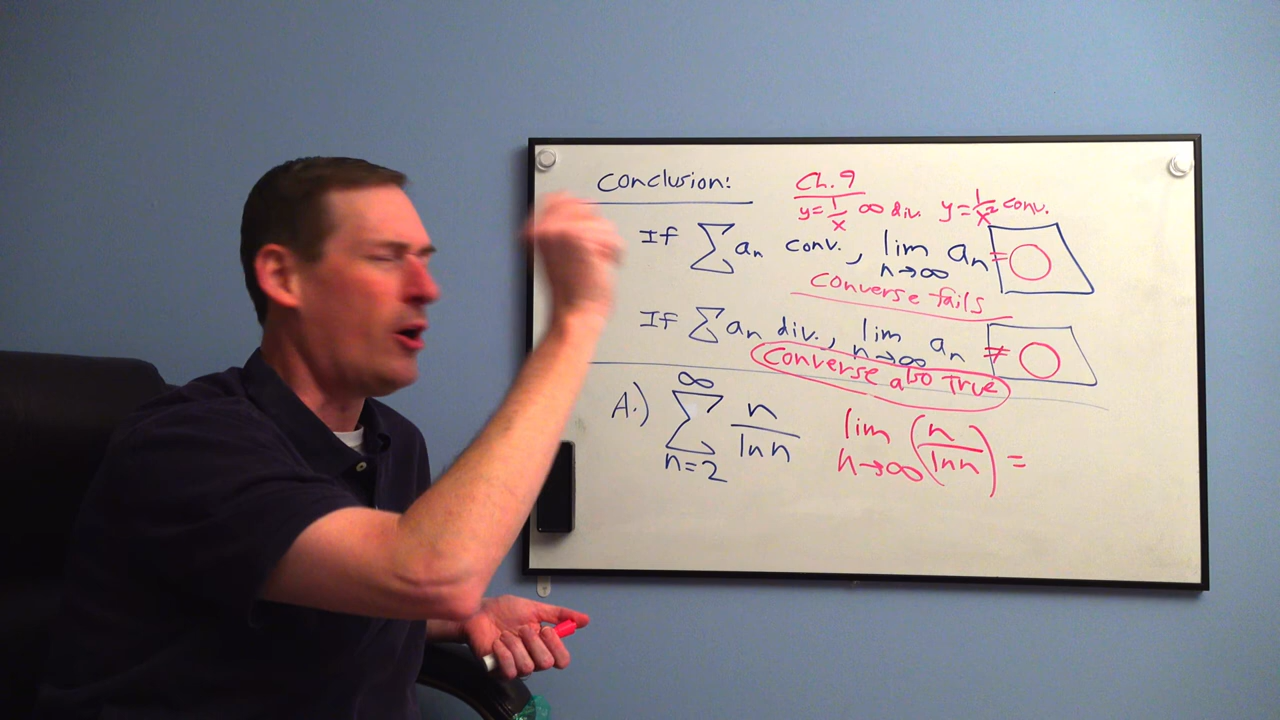 Conclusion:
Ch. 9
y = 1/x ∞ div. y = 1/x² conv.
If ∑ aₙ conv., lim n→∞ aₙ = 0
Converse fails
If ∑ aₙ div., lim n→∞ aₙ ≠ 0
Converse also True
A.) ∑ n=2 ∞ n/ln n lim n→∞ (n/ln n) =